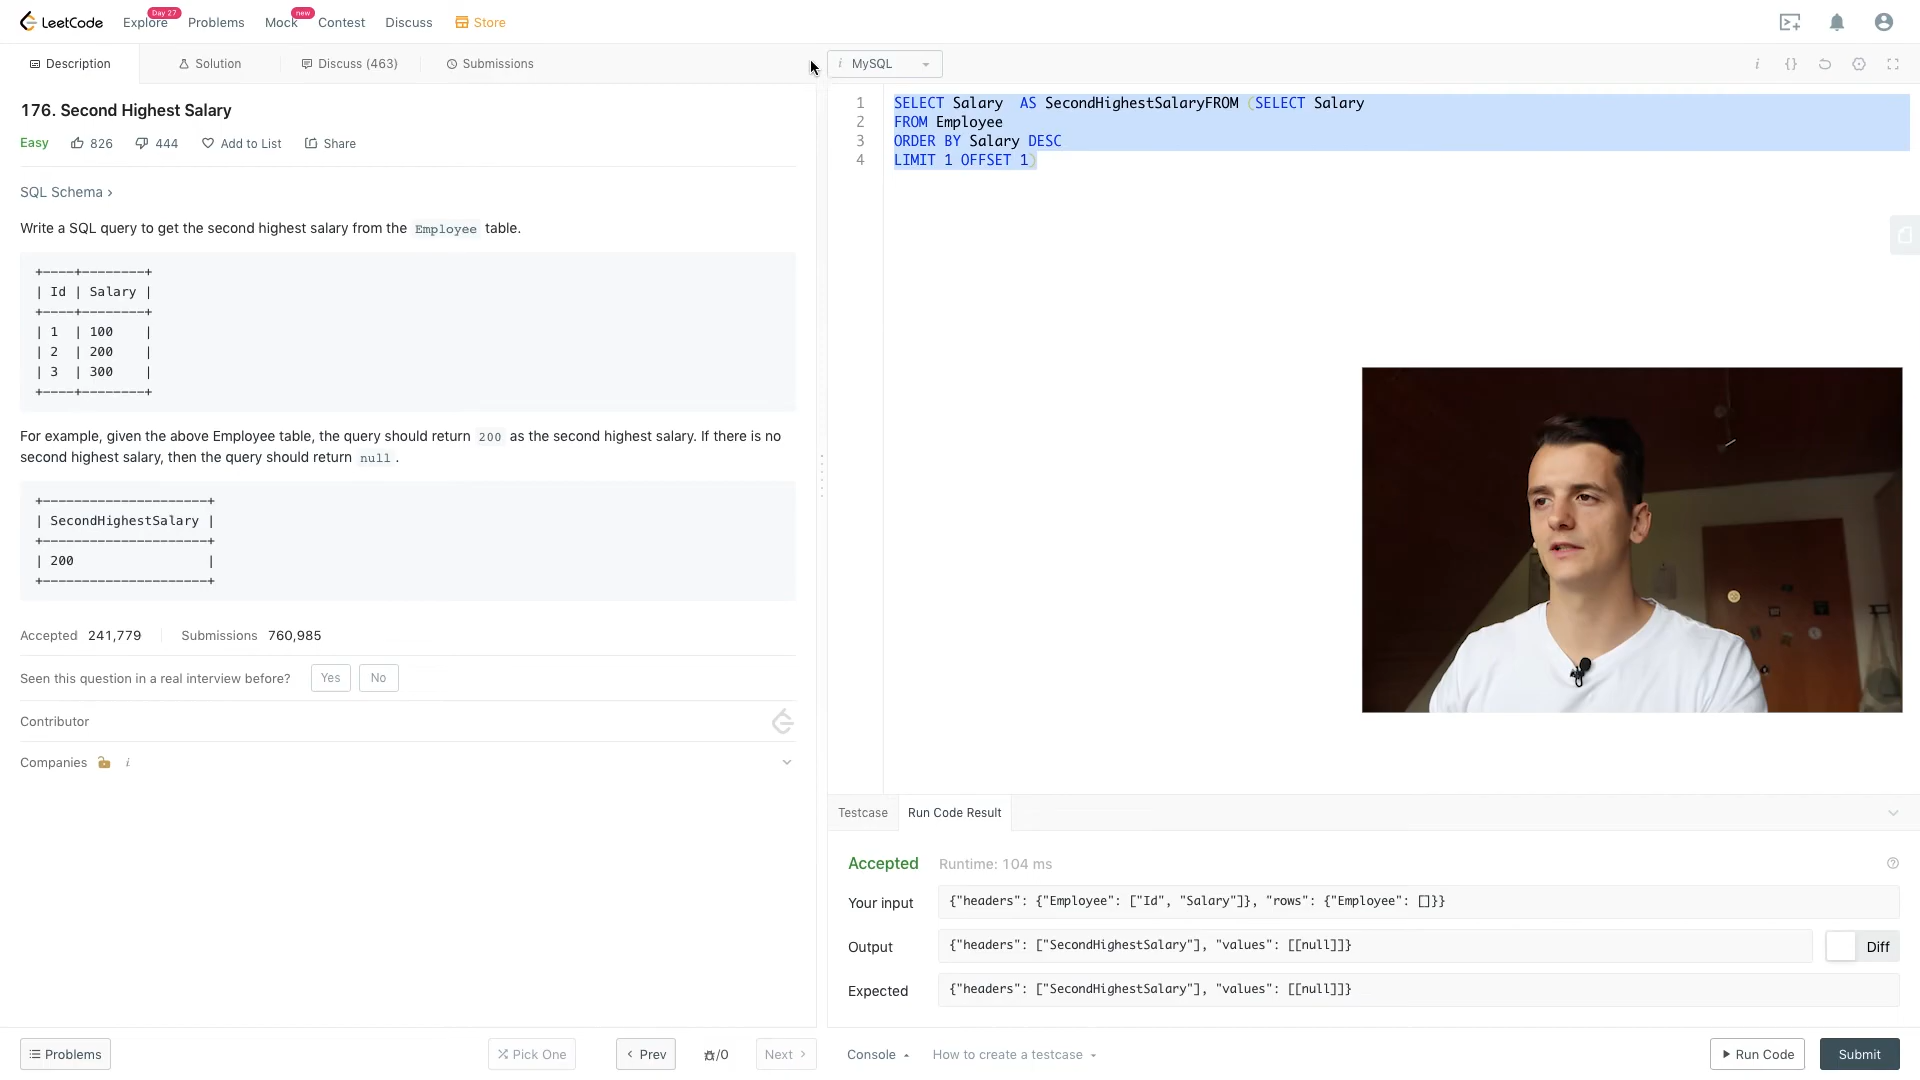 LeetCode
Explore Day 27
Problems
Mock new
Contest
Discuss
Store
Description
Solution
Discuss (463)
Submissions
i MySQL
i {}
176. Second Highest Salary
Easy 826 444 Add to List Share
SQL Schema ›
Write a SQL query to get the second highest salary from the Employee table.
+----+--------+
| Id | Salary |
+----+--------+
| 1  | 100    |
| 2  | 200    |
| 3  | 300    |
+----+--------+
For example, given the above Employee table, the query should return 200 as the second highest salary. If there is no
second highest salary, then the query should return null .
+---------------------+
| SecondHighestSalary |
+---------------------+
| 200                 |
+---------------------+
Accepted 241,779 Submissions 760,985
Seen this question in a real interview before? Yes No
Contributor
Companies i
1 SELECT Salary  AS SecondHighestSalaryFROM (SELECT Salary
2 FROM Employee
3 ORDER BY Salary DESC
4 LIMIT 1 OFFSET 1)
Testcase
Run Code Result
Accepted Runtime: 104 ms
Your input {"headers": {"Employee": ["Id", "Salary"]}, "rows": {"Employee": []}}
Output {"headers": ["SecondHighestSalary"], "values": [[null]]}
Diff
Expected {"headers": ["SecondHighestSalary"], "values": [[null]]}
Problems
Pick One
‹ Prev
/0
Next ›
Console
How to create a testcase
Run Code
Submit